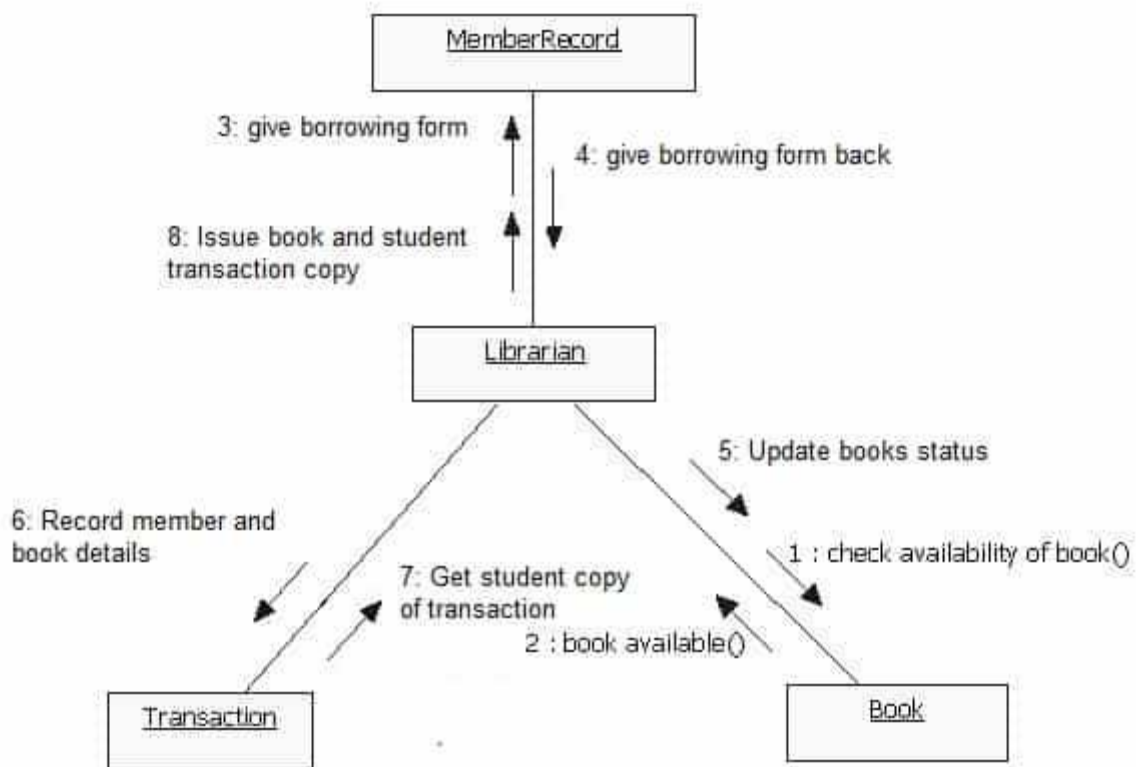 MemberRecord
3: give borrowing form
4: give borrowing form back
8: Issue book and student
transaction copy
Librarian
5: Update books status
6: Record member and
book details
1 : check availability of book()
7: Get student copy
of transaction
2 : book available()
Transaction
Book